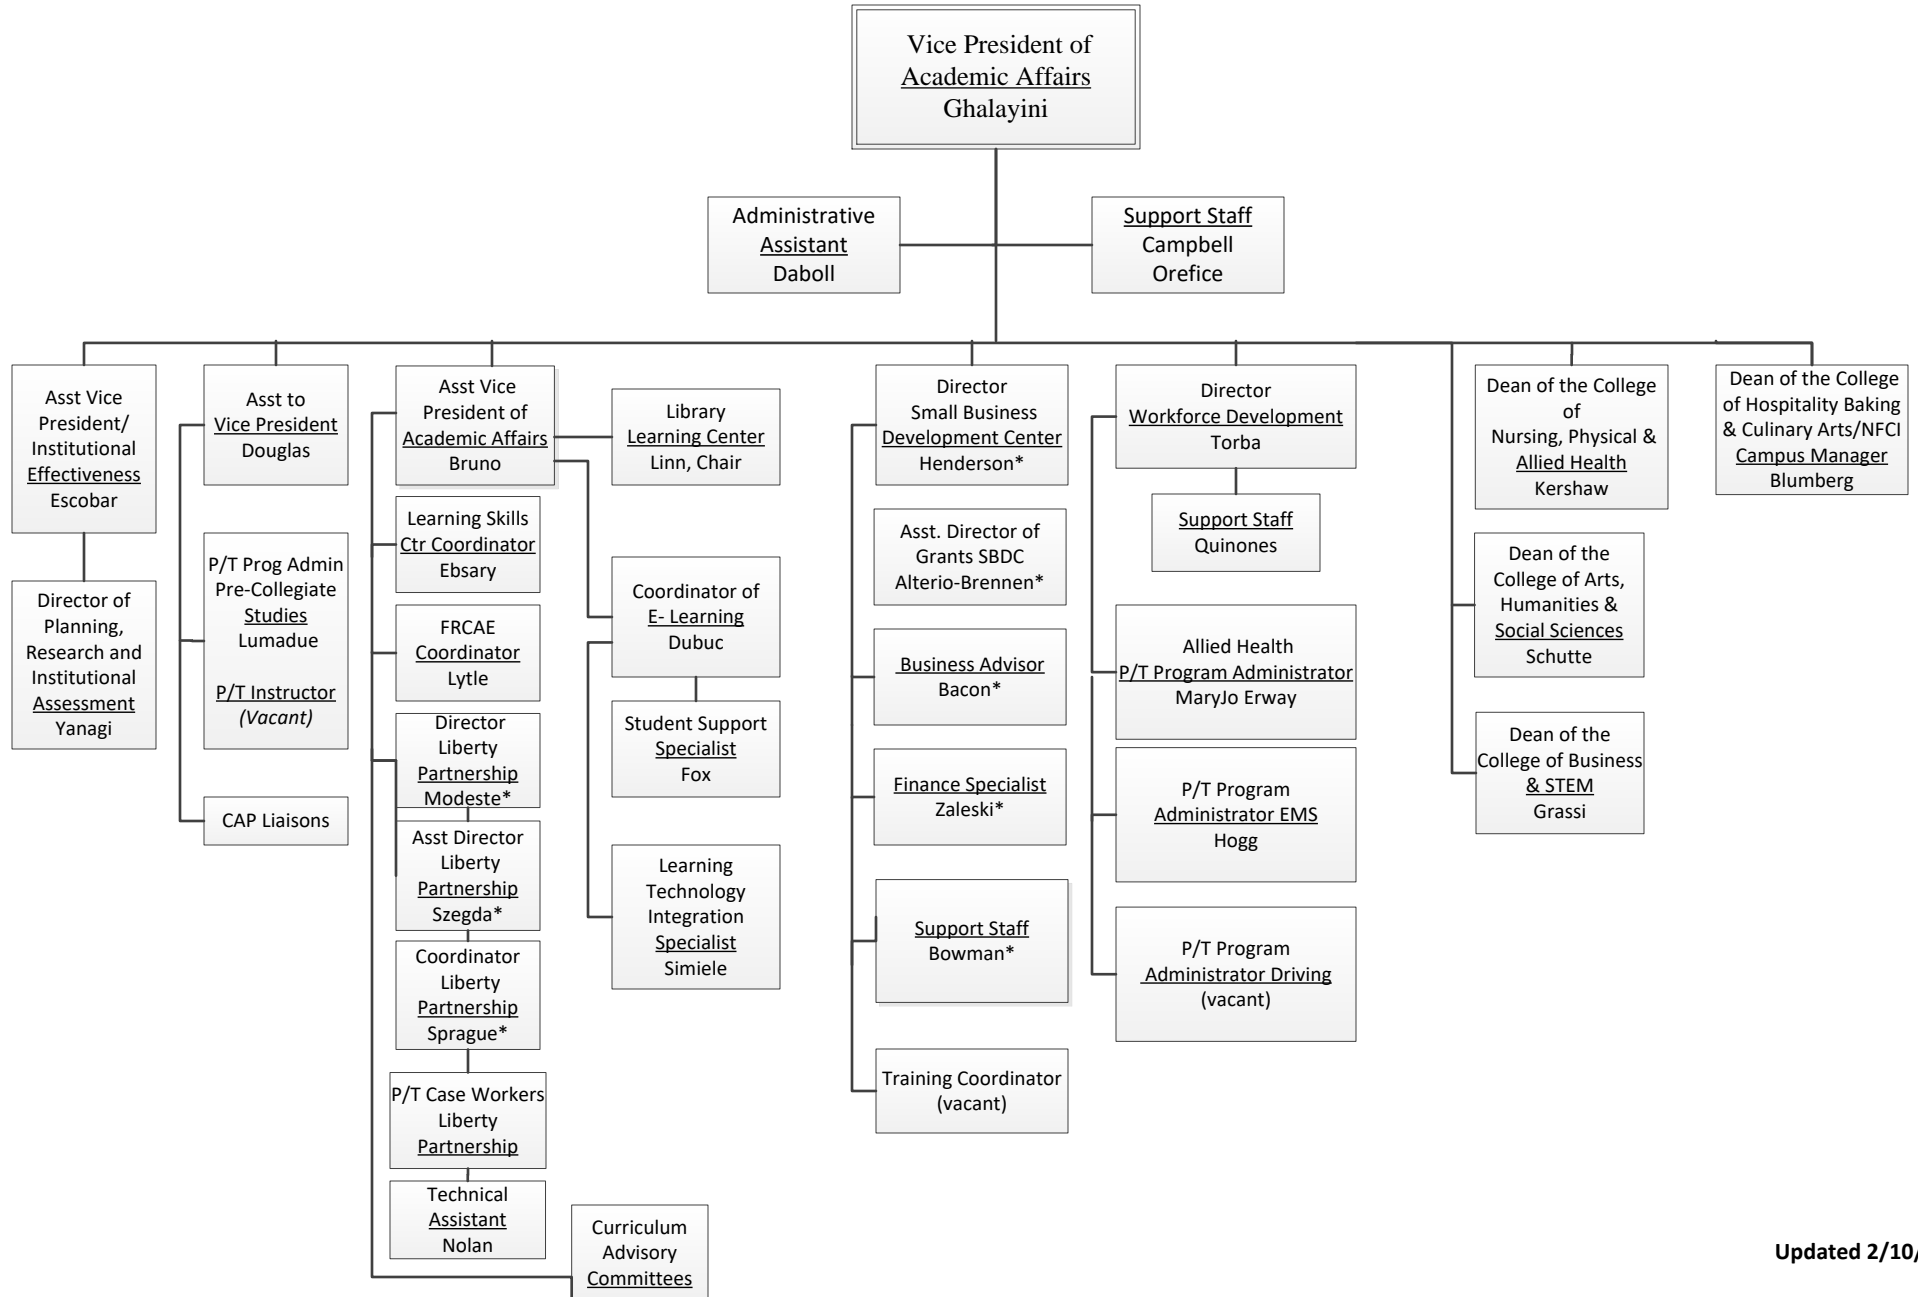 Vice President of
Academic Affairs
Ghalayini
Administrative
Assistant
Daboll
Support Staff
Campbell
Orefice
Asst Vice
President/
Institutional
Effectiveness
Escobar
Director of
Planning,
Research and
Institutional
Assessment
Yanagi
Asst to
Vice President
Douglas
P/T Prog Admin
Pre-Collegiate
Studies
Lumadue
P/T Instructor
(Vacant)
CAP Liaisons
Asst Vice
President of
Academic Affairs
Bruno
Learning Skills
Ctr Coordinator
Ebsary
FRCAE
Coordinator
Lytle
Director
Liberty
Partnership
Modeste*
Asst Director
Liberty
Partnership
Szegda*
Coordinator
Liberty
Partnership
Sprague*
P/T Case Workers
Liberty
Partnership
Technical
Assistant
Nolan
Curriculum
Advisory
Committees
Library
Learning Center
Linn, Chair
Coordinator of
E- Learning
Dubuc
Student Support
Specialist
Fox
Learning
Technology
Integration
Specialist
Simiele
Director
Small Business
Development Center
Henderson*
Asst. Director of
Grants SBDC
Alterio-Brennen*
Business Advisor
Bacon*
Finance Specialist
Zaleski*
Support Staff
Bowman*
Training Coordinator
(vacant)
Director
Workforce Development
Torba
Support Staff
Quinones
Allied Health
P/T Program Administrator
MaryJo Erway
P/T Program
Administrator EMS
Hogg
P/T Program
Administrator Driving
(vacant)
Dean of the College
of
Nursing, Physical &
Allied Health
Kershaw
Dean of the
College of Arts,
Humanities &
Social Sciences
Schutte
Dean of the
College of Business
& STEM
Grassi
Dean of the College
of Hospitality Baking
& Culinary Arts/NFCI
Campus Manager
Blumberg
Updated 2/10/